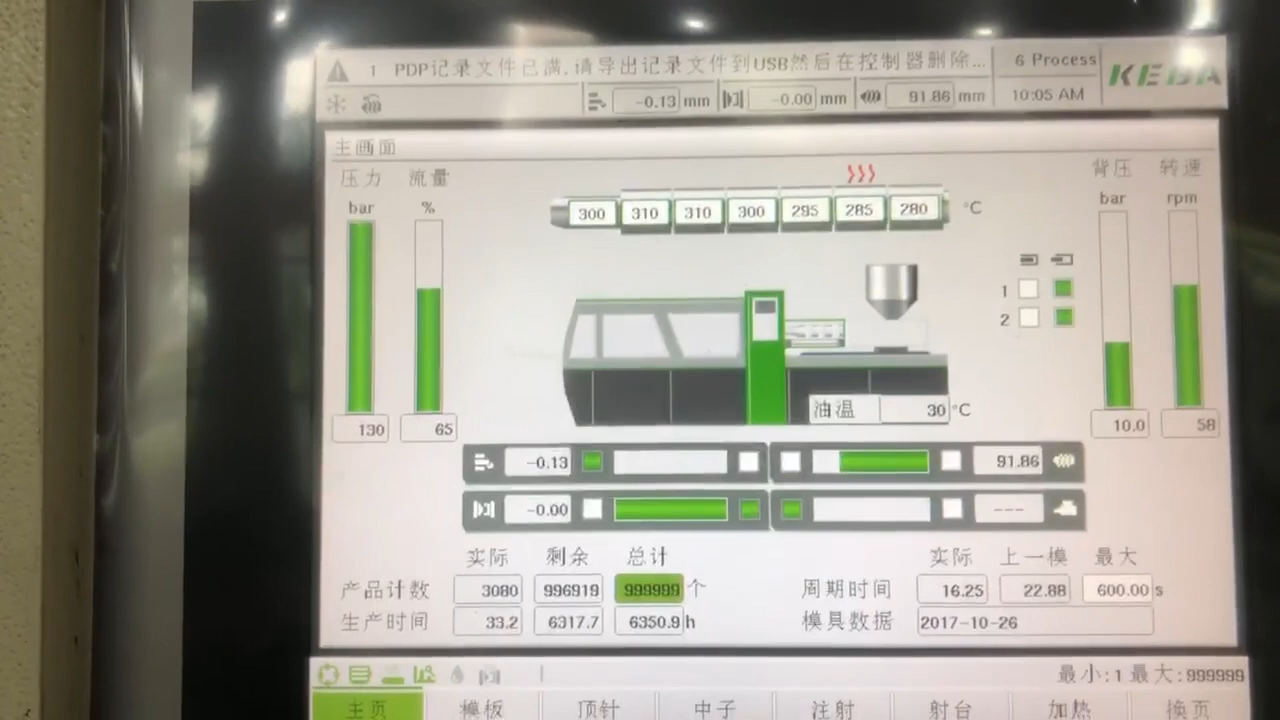 1 PDP记录文件已满.请导出记录文件到USB然后在控制器删除... 6 Process KEBA
-0.13 mm -0.00 mm 91.86 mm 10:05 AM
主画面
压力 流量 背压 转速
bar % bar rpm
300 310 310 300 295 285 280 °C
1
2
油温 30 °C
130 65 10.0 58
-0.13 91.86
-0.00 ---
实际 剩余 总计 实际 上一模 最大
产品计数 3080 996919 999999 个 周期时间 16.25 22.88 600.00 s
生产时间 33.2 6317.7 6350.9 h 模具数据 2017-10-26
最小:1 最大:999999
主页 模板 顶针 中子 注射 射台 加热 换页